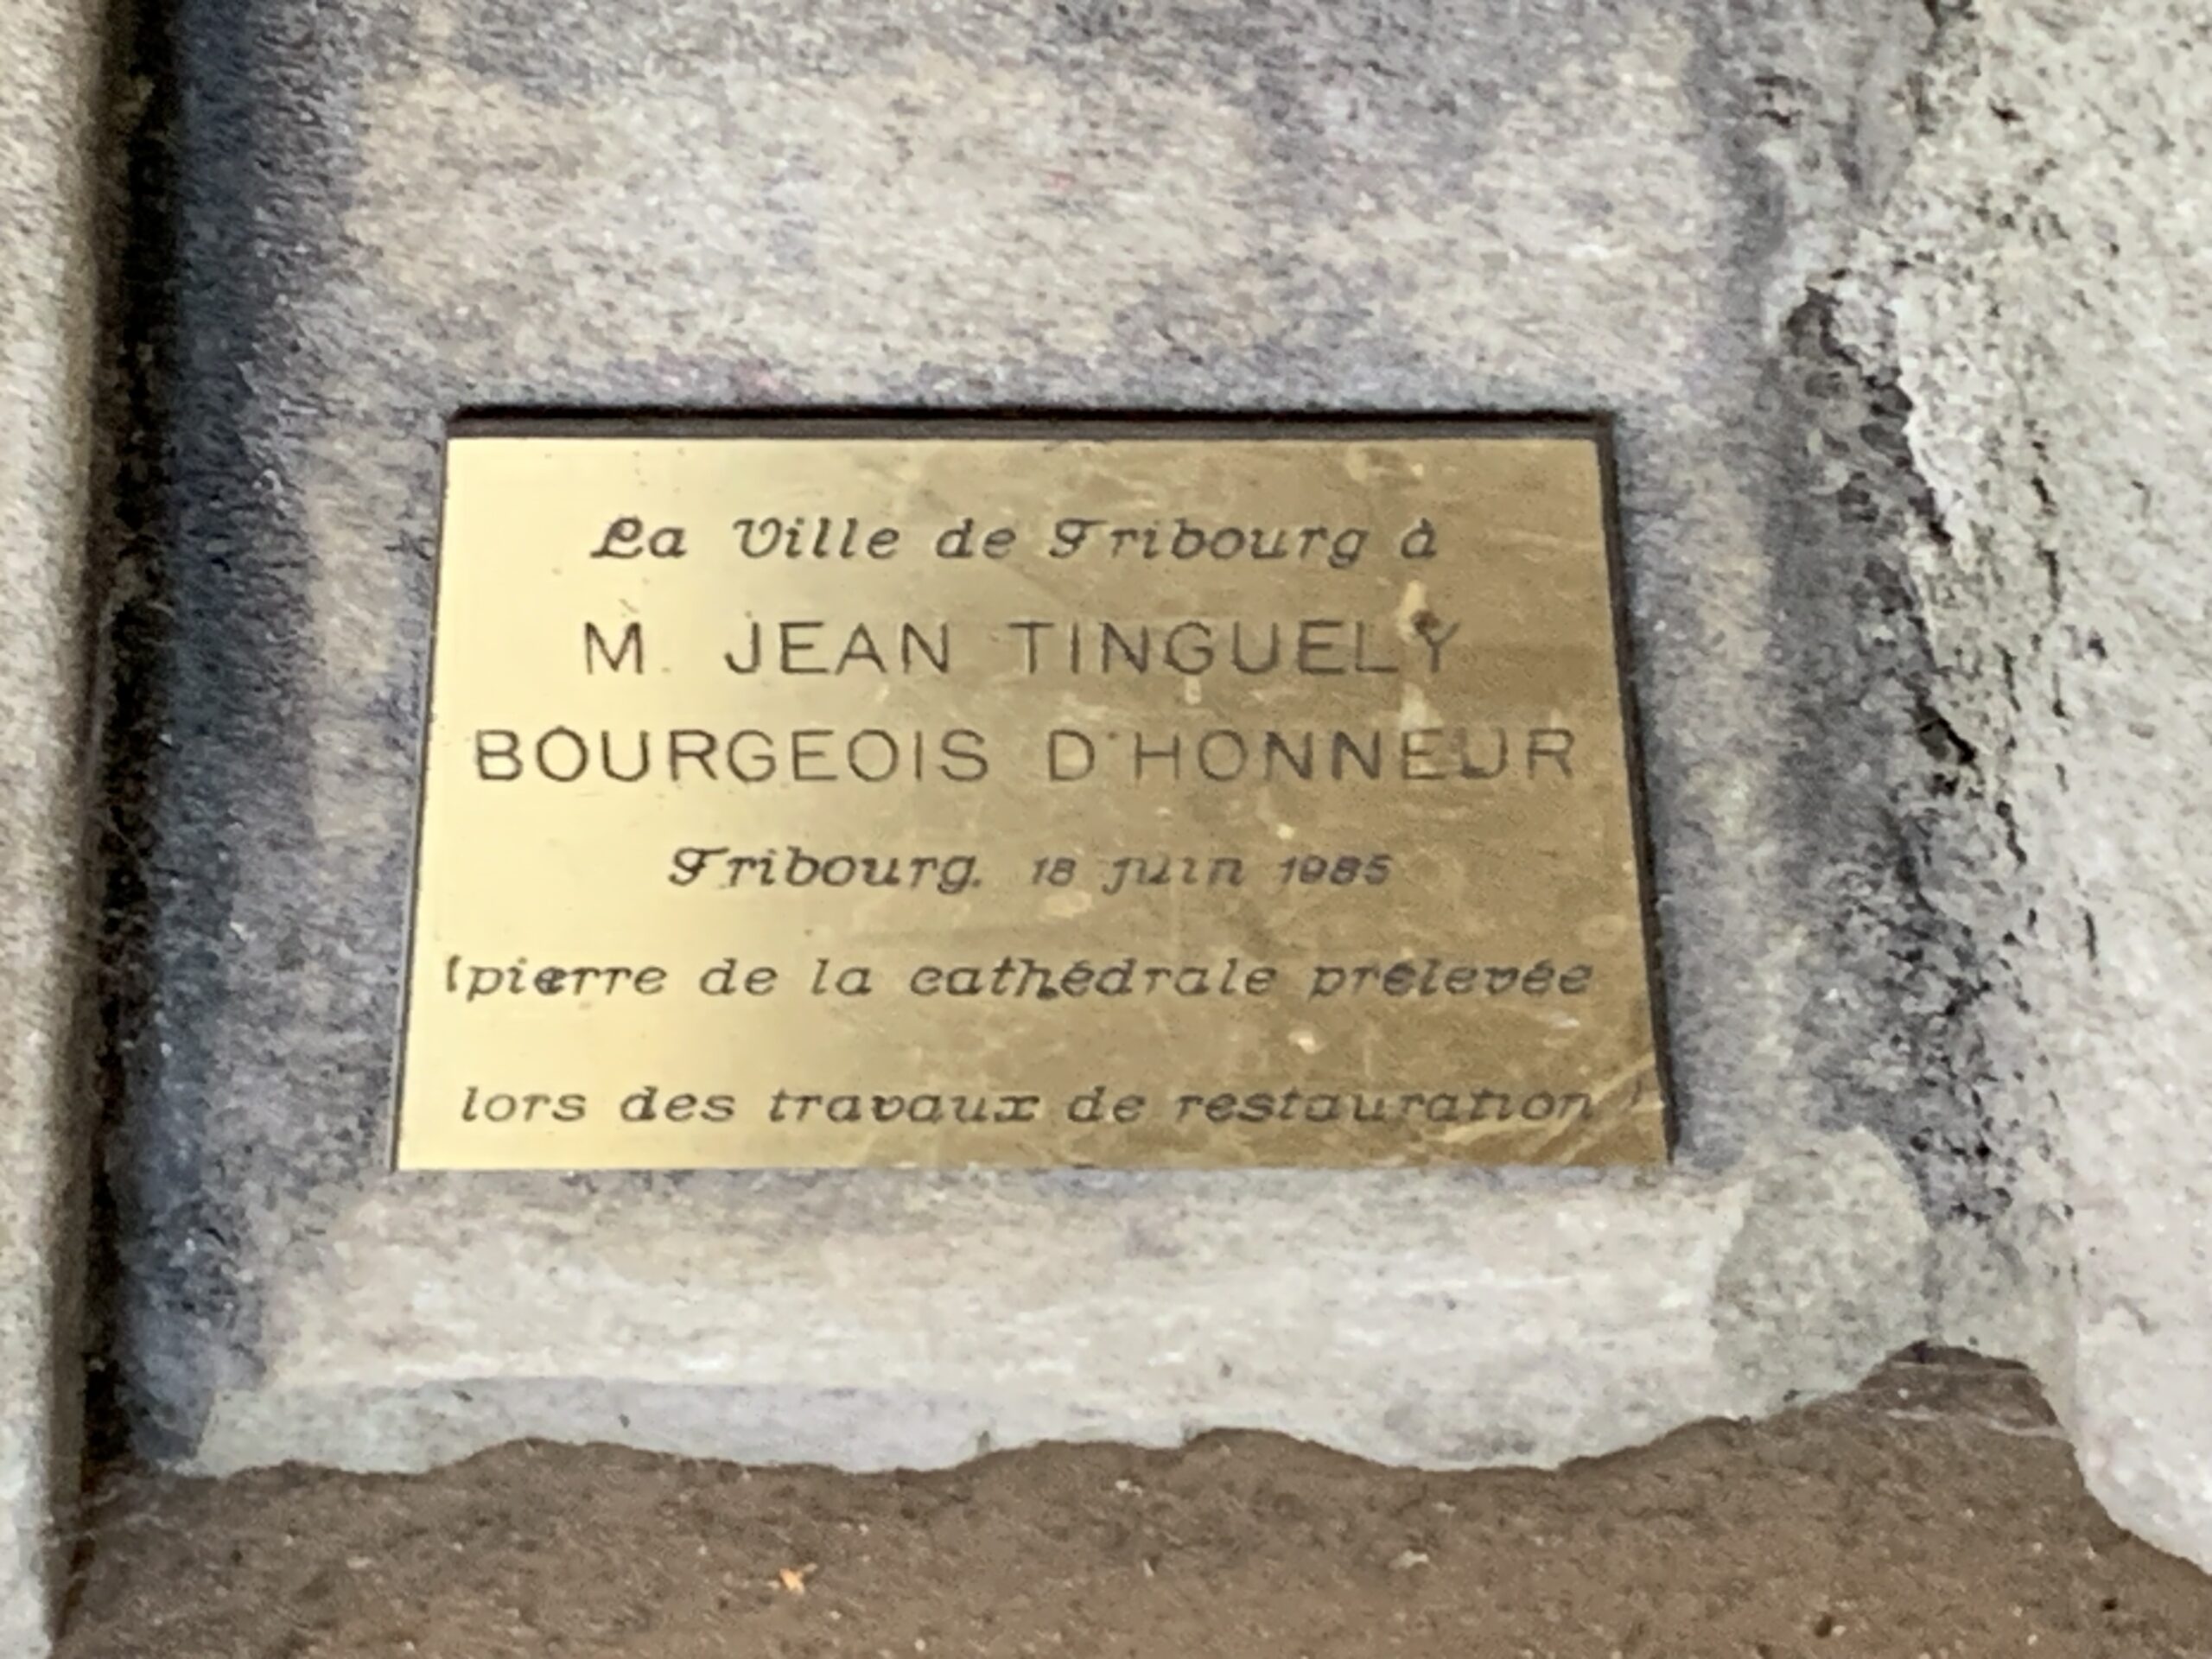 La Ville de Fribourg à
M. JEAN TINGUELY
BOURGEOIS D'HONNEUR
Fribourg, 18 juin 1985
(pierre de la cathédrale prélevée
lors des travaux de restauration)